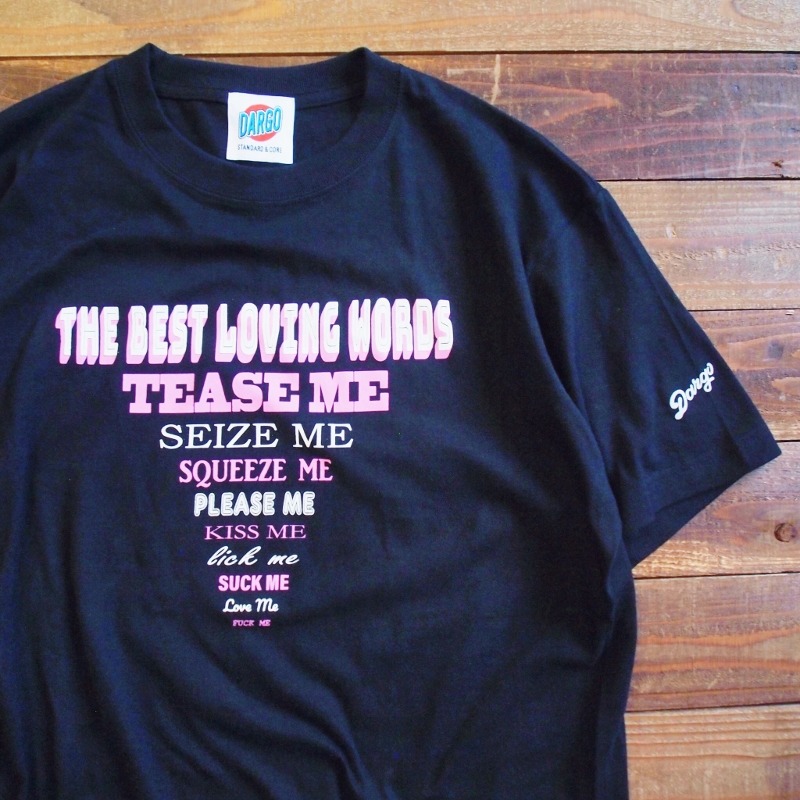 DARGO
STANDARD & CORE
THE BEST LOVING WORDS
TEASE ME
SEIZE ME
SQUEEZE ME
PLEASE ME
KISS ME
lick me
SUCK ME
Love Me
FUCK ME
Dargo